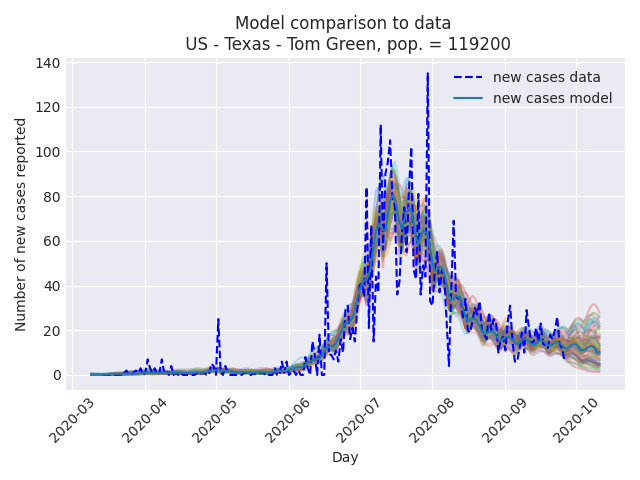 Model comparison to data
US - Texas - Tom Green, pop. = 119200
new cases data
new cases model
Number of new cases reported
140
120
100
80
60
40
20
0
2020-03
2020-04
2020-05
2020-06
2020-07
2020-08
2020-09
2020-10
Day